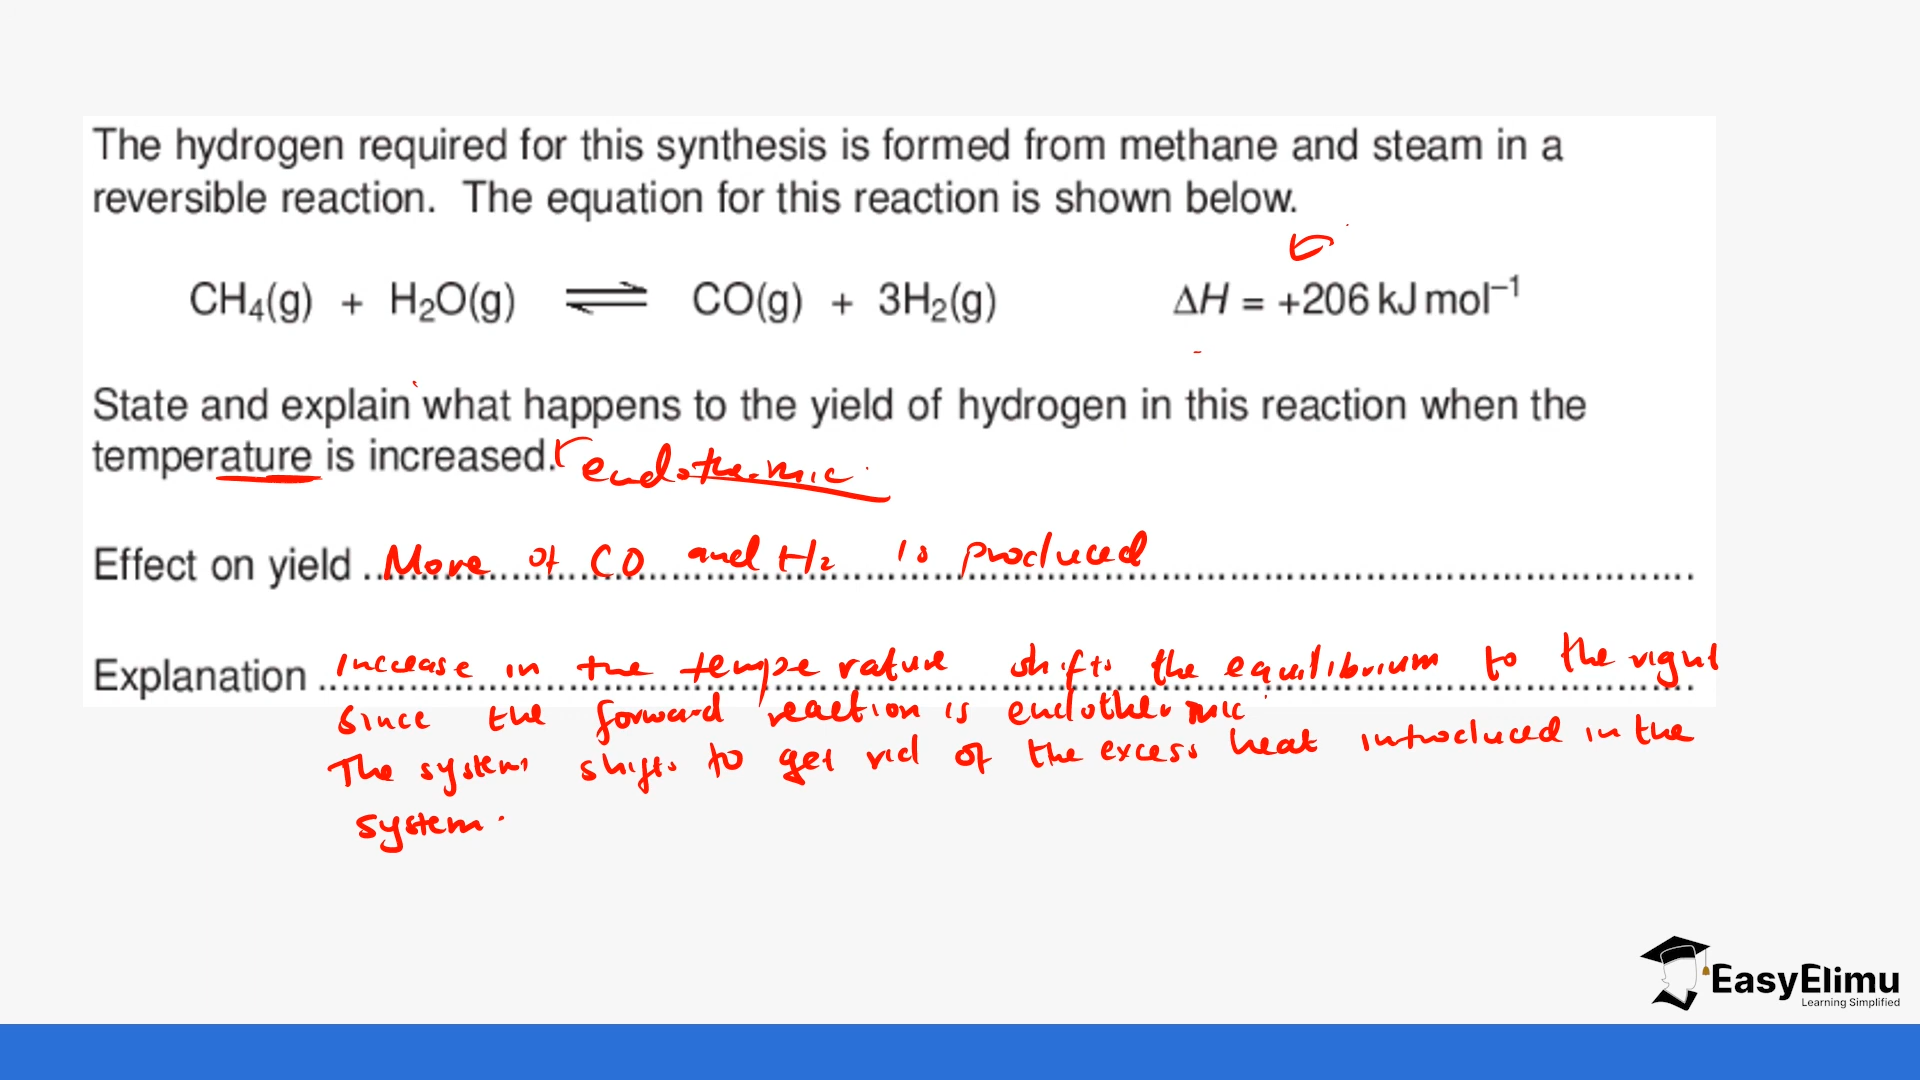 The hydrogen required for this synthesis is formed from methane and steam in a
reversible reaction. The equation for this reaction is shown below.
CH₄(g) + H₂O(g) ⇌ CO(g) + 3H₂(g) ΔH = +206 kJ mol⁻¹
State and explain what happens to the yield of hydrogen in this reaction when the
temperature is increased. endothermic
Effect on yield More of CO and H₂ is produced
Explanation Increase in the temperature shifts the equilibrium to the right
since the forward reaction is endothermic
The system shifts to get rid of the excess heat introduced in the
system.
EasyElimu
Learning Simplified